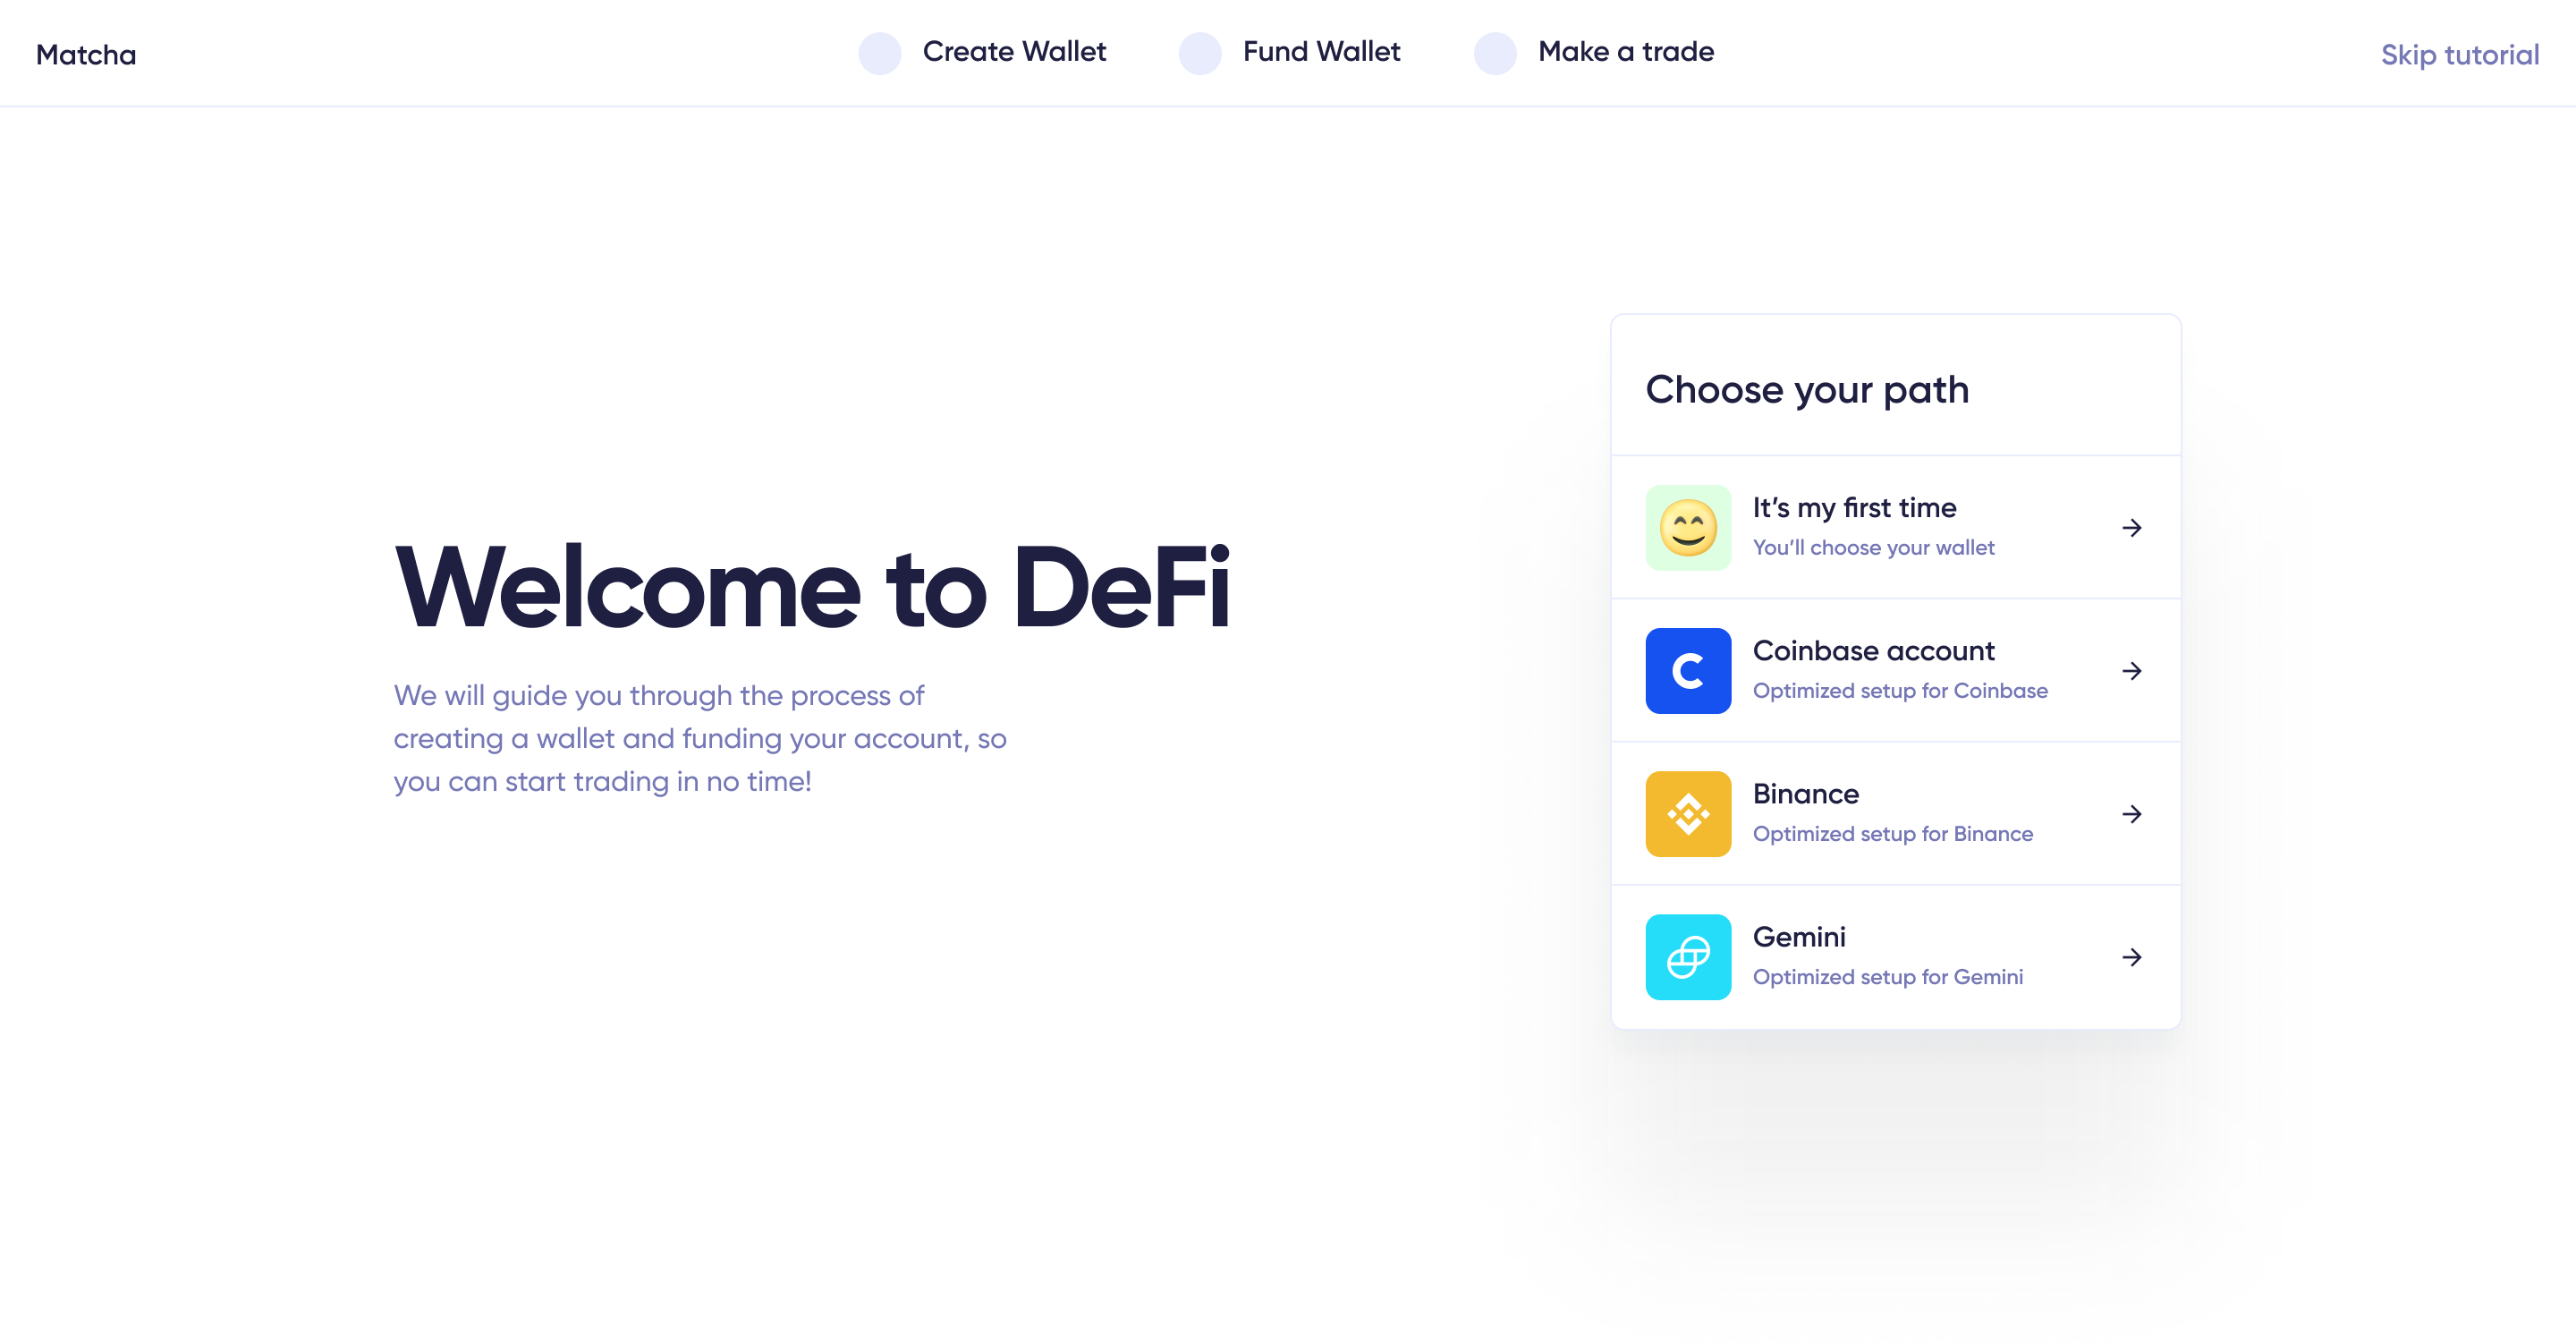 Matcha
Create Wallet
Fund Wallet
Make a trade
Skip tutorial
Welcome to DeFi
We will guide you through the process of
creating a wallet and funding your account, so
you can start trading in no time!
Choose your path
It’s my first time
You’ll choose your wallet
Coinbase account
Optimized setup for Coinbase
Binance
Optimized setup for Binance
Gemini
Optimized setup for Gemini